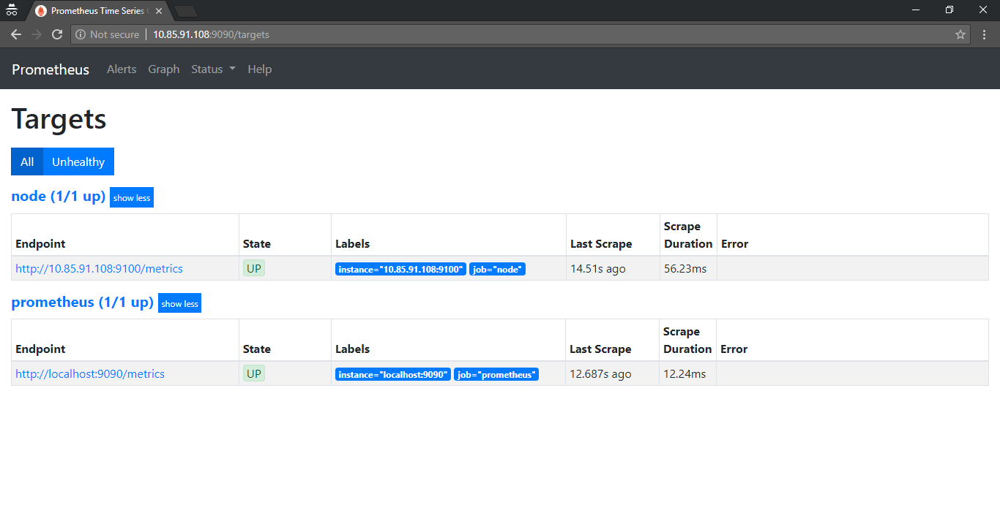 Prometheus Time Series
Not secure 10.85.91.108:9090/targets
Prometheus Alerts Graph Status Help
Targets
All Unhealthy
node (1/1 up) show less
Endpoint State Labels Last Scrape Scrape Duration Error
http://10.85.91.108:9100/metrics UP instance="10.85.91.108:9100" job="node" 14.51s ago 56.23ms
prometheus (1/1 up) show less
Endpoint State Labels Last Scrape Scrape Duration Error
http://localhost:9090/metrics UP instance="localhost:9090" job="prometheus" 12.687s ago 12.24ms